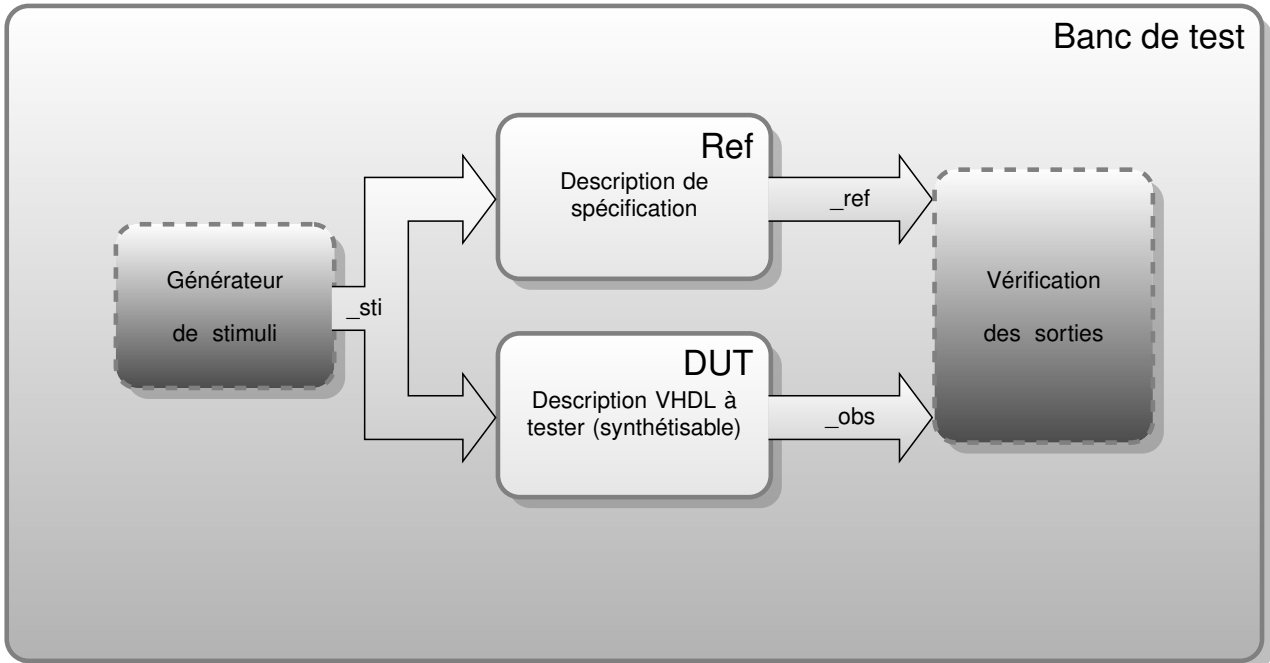 Banc de test
Ref
Description de
spécification
_ref
Générateur
de stimuli
_sti
Vérification
des sorties
DUT
Description VHDL à
tester (synthétisable)
_obs